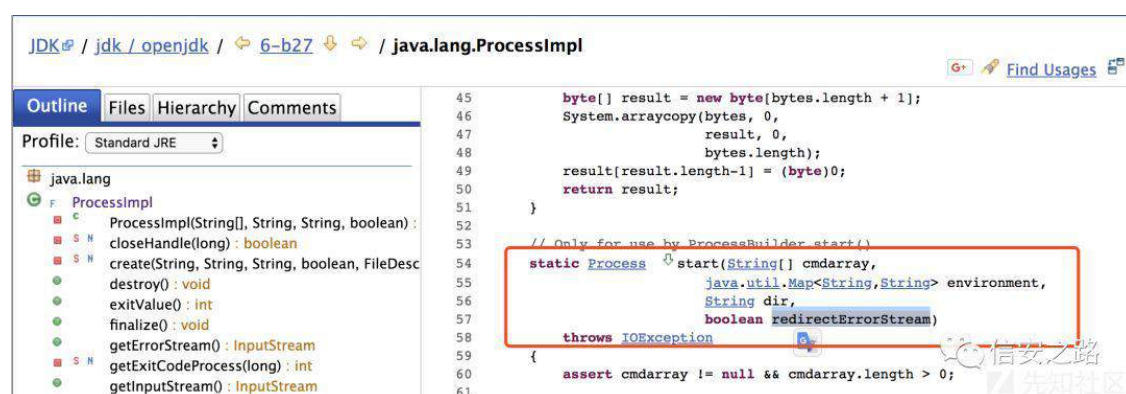 JDK / jdk / openjdk / 6-b27 / java.lang.ProcessImpl
G+ Find Usages
Outline Files Hierarchy Comments
Profile: Standard JRE
java.lang
F ProcessImpl
C ProcessImpl(String[], String, String, boolean) :
S N closeHandle(long) : boolean
S N create(String, String, String, boolean, FileDesc
destroy() : void
exitValue() : int
finalize() : void
getErrorStream() : InputStream
S N getExitCodeProcess(long) : int
getInputStream() : InputStream
45 byte[] result = new byte[bytes.length + 1];
46 System.arraycopy(bytes, 0,
47 result, 0,
48 bytes.length);
49 result[result.length-1] = (byte)0;
50 return result;
51 }
52
53 // Only for use by ProcessBuilder.start()
54 static Process start(String[] cmdarray,
55 java.util.Map<String,String> environment,
56 String dir,
57 boolean redirectErrorStream)
58 throws IOException
59 {
60 assert cmdarray != null && cmdarray.length > 0;
61
信安之路
先知社区